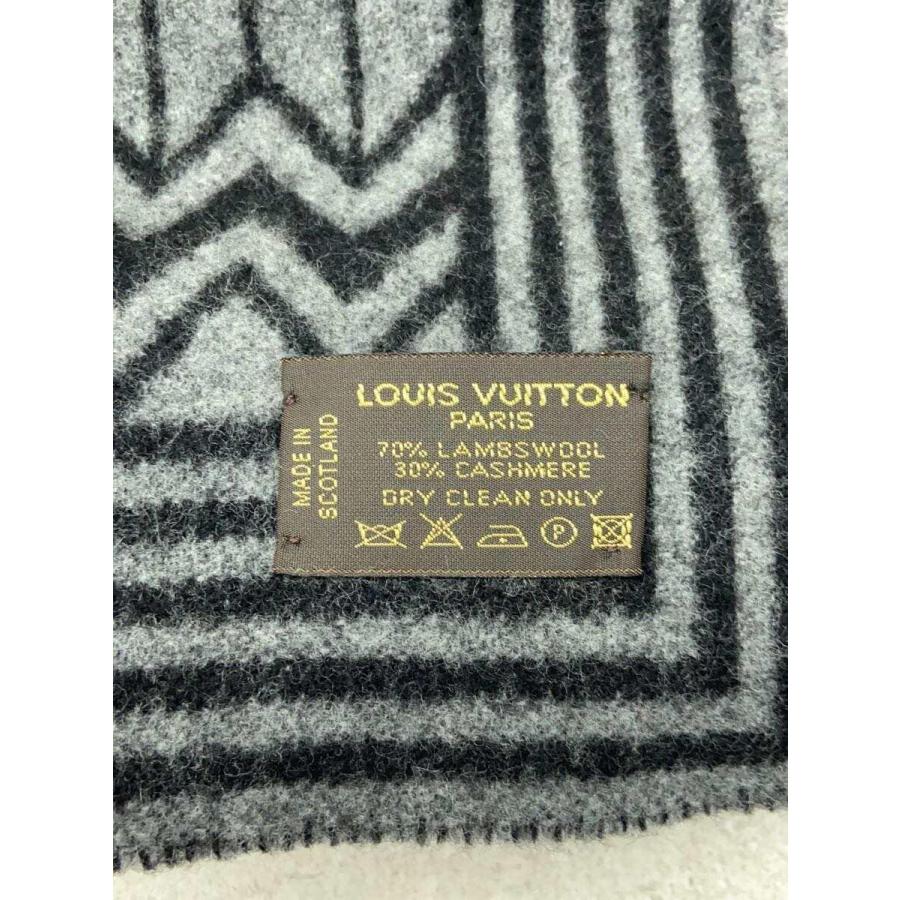 LOUIS VUITTON
PARIS
70% LAMBSWOOL
30% CASHMERE
DRY CLEAN ONLY
P
MADE IN
SCOTLAND